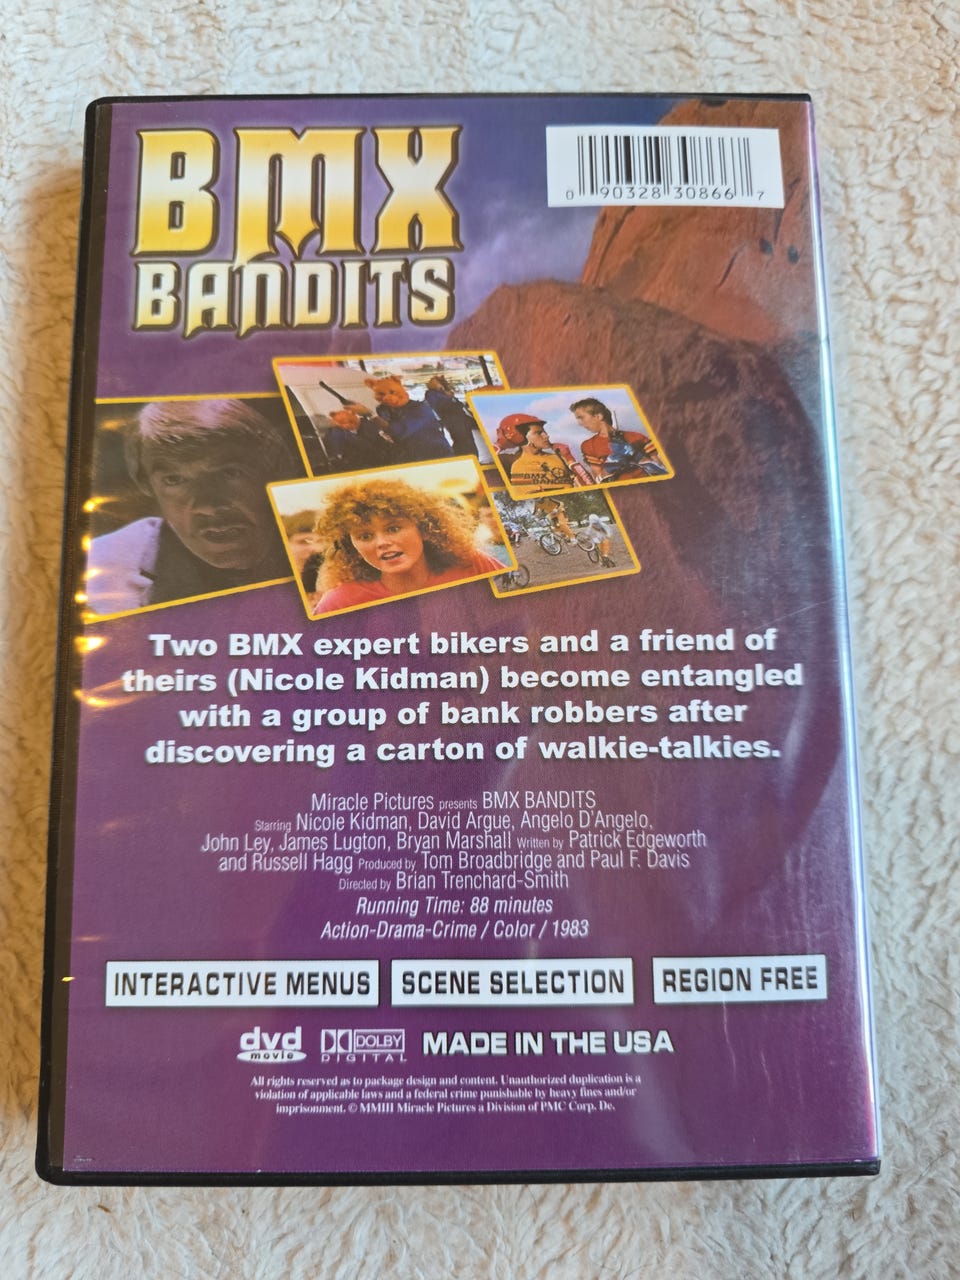 BMX
BANDITS
0 90328 30866 7
BMX
BANDITS
Two BMX expert bikers and a friend of
theirs (Nicole Kidman) become entangled
with a group of bank robbers after
discovering a carton of walkie-talkies.
Miracle Pictures presents BMX BANDITS
Starring Nicole Kidman, David Argue, Angelo D'Angelo,
John Ley, James Lugton, Bryan Marshall Written by Patrick Edgeworth
and Russell Hagg Produced by Tom Broadbridge and Paul F. Davis
Directed by Brian Trenchard-Smith
Running Time: 88 minutes
Action-Drama-Crime / Color / 1983
INTERACTIVE MENUS
SCENE SELECTION
REGION FREE
dvd
movie
DOLBY
DIGITAL
MADE IN THE USA
All rights reserved as to package design and content. Unauthorized duplication is a
violation of applicable laws and a federal crime punishable by heavy fines and/or
imprisonment. © MMIII Miracle Pictures a Division of PMC Corp. De.